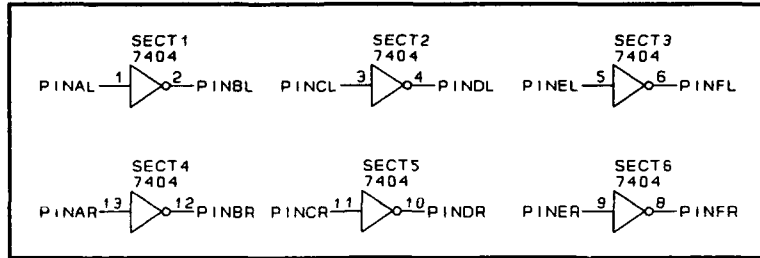 SECT1
7404
PINAL 1 2 PINBL
SECT2
7404
PINCL 3 4 PINDL
SECT3
7404
PINEL 5 6 PINFL
SECT4
7404
PINAR 13 12 PINBR
SECT5
7404
PINCR 11 10 PINDR
SECT6
7404
PINER 9 8 PINFR